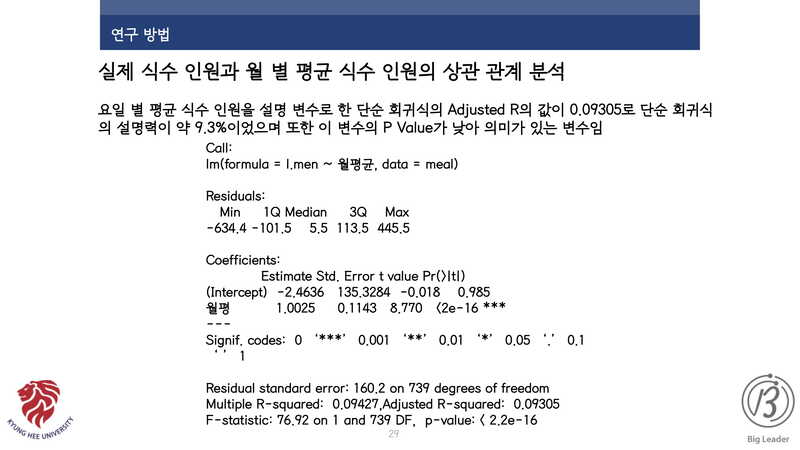 연구 방법
실제 식수 인원과 월 별 평균 식수 인원의 상관 관계 분석
요일 별 평균 식수 인원을 설명 변수로 한 단순 회귀식의 Adjusted R의 값이 0.09305로 단순 회귀식
의 설명력이 약 9.3%이었으며 또한 이 변수의 P Value가 낮아 의미가 있는 변수임
Call:
lm(formula = l.men ~ 월평균, data = meal)
Residuals:
Min 1Q Median 3Q Max
-634.4 -101.5 5.5 113.5 445.5
Coefficients:
Estimate Std. Error t value Pr(>|t|)
(Intercept) -2.4636 135.3284 -0.018 0.985
월평 1.0025 0.1143 8.770 <2e-16 ***
---
Signif. codes: 0 ‘***’ 0.001 ‘**’ 0.01 ‘*’ 0.05 ‘.’ 0.1
‘ ’ 1
Residual standard error: 160.2 on 739 degrees of freedom
Multiple R-squared: 0.09427,Adjusted R-squared: 0.09305
F-statistic: 76.92 on 1 and 739 DF, p-value: < 2.2e-16
29
KYUNG HEE UNIVERSITY
Big Leader